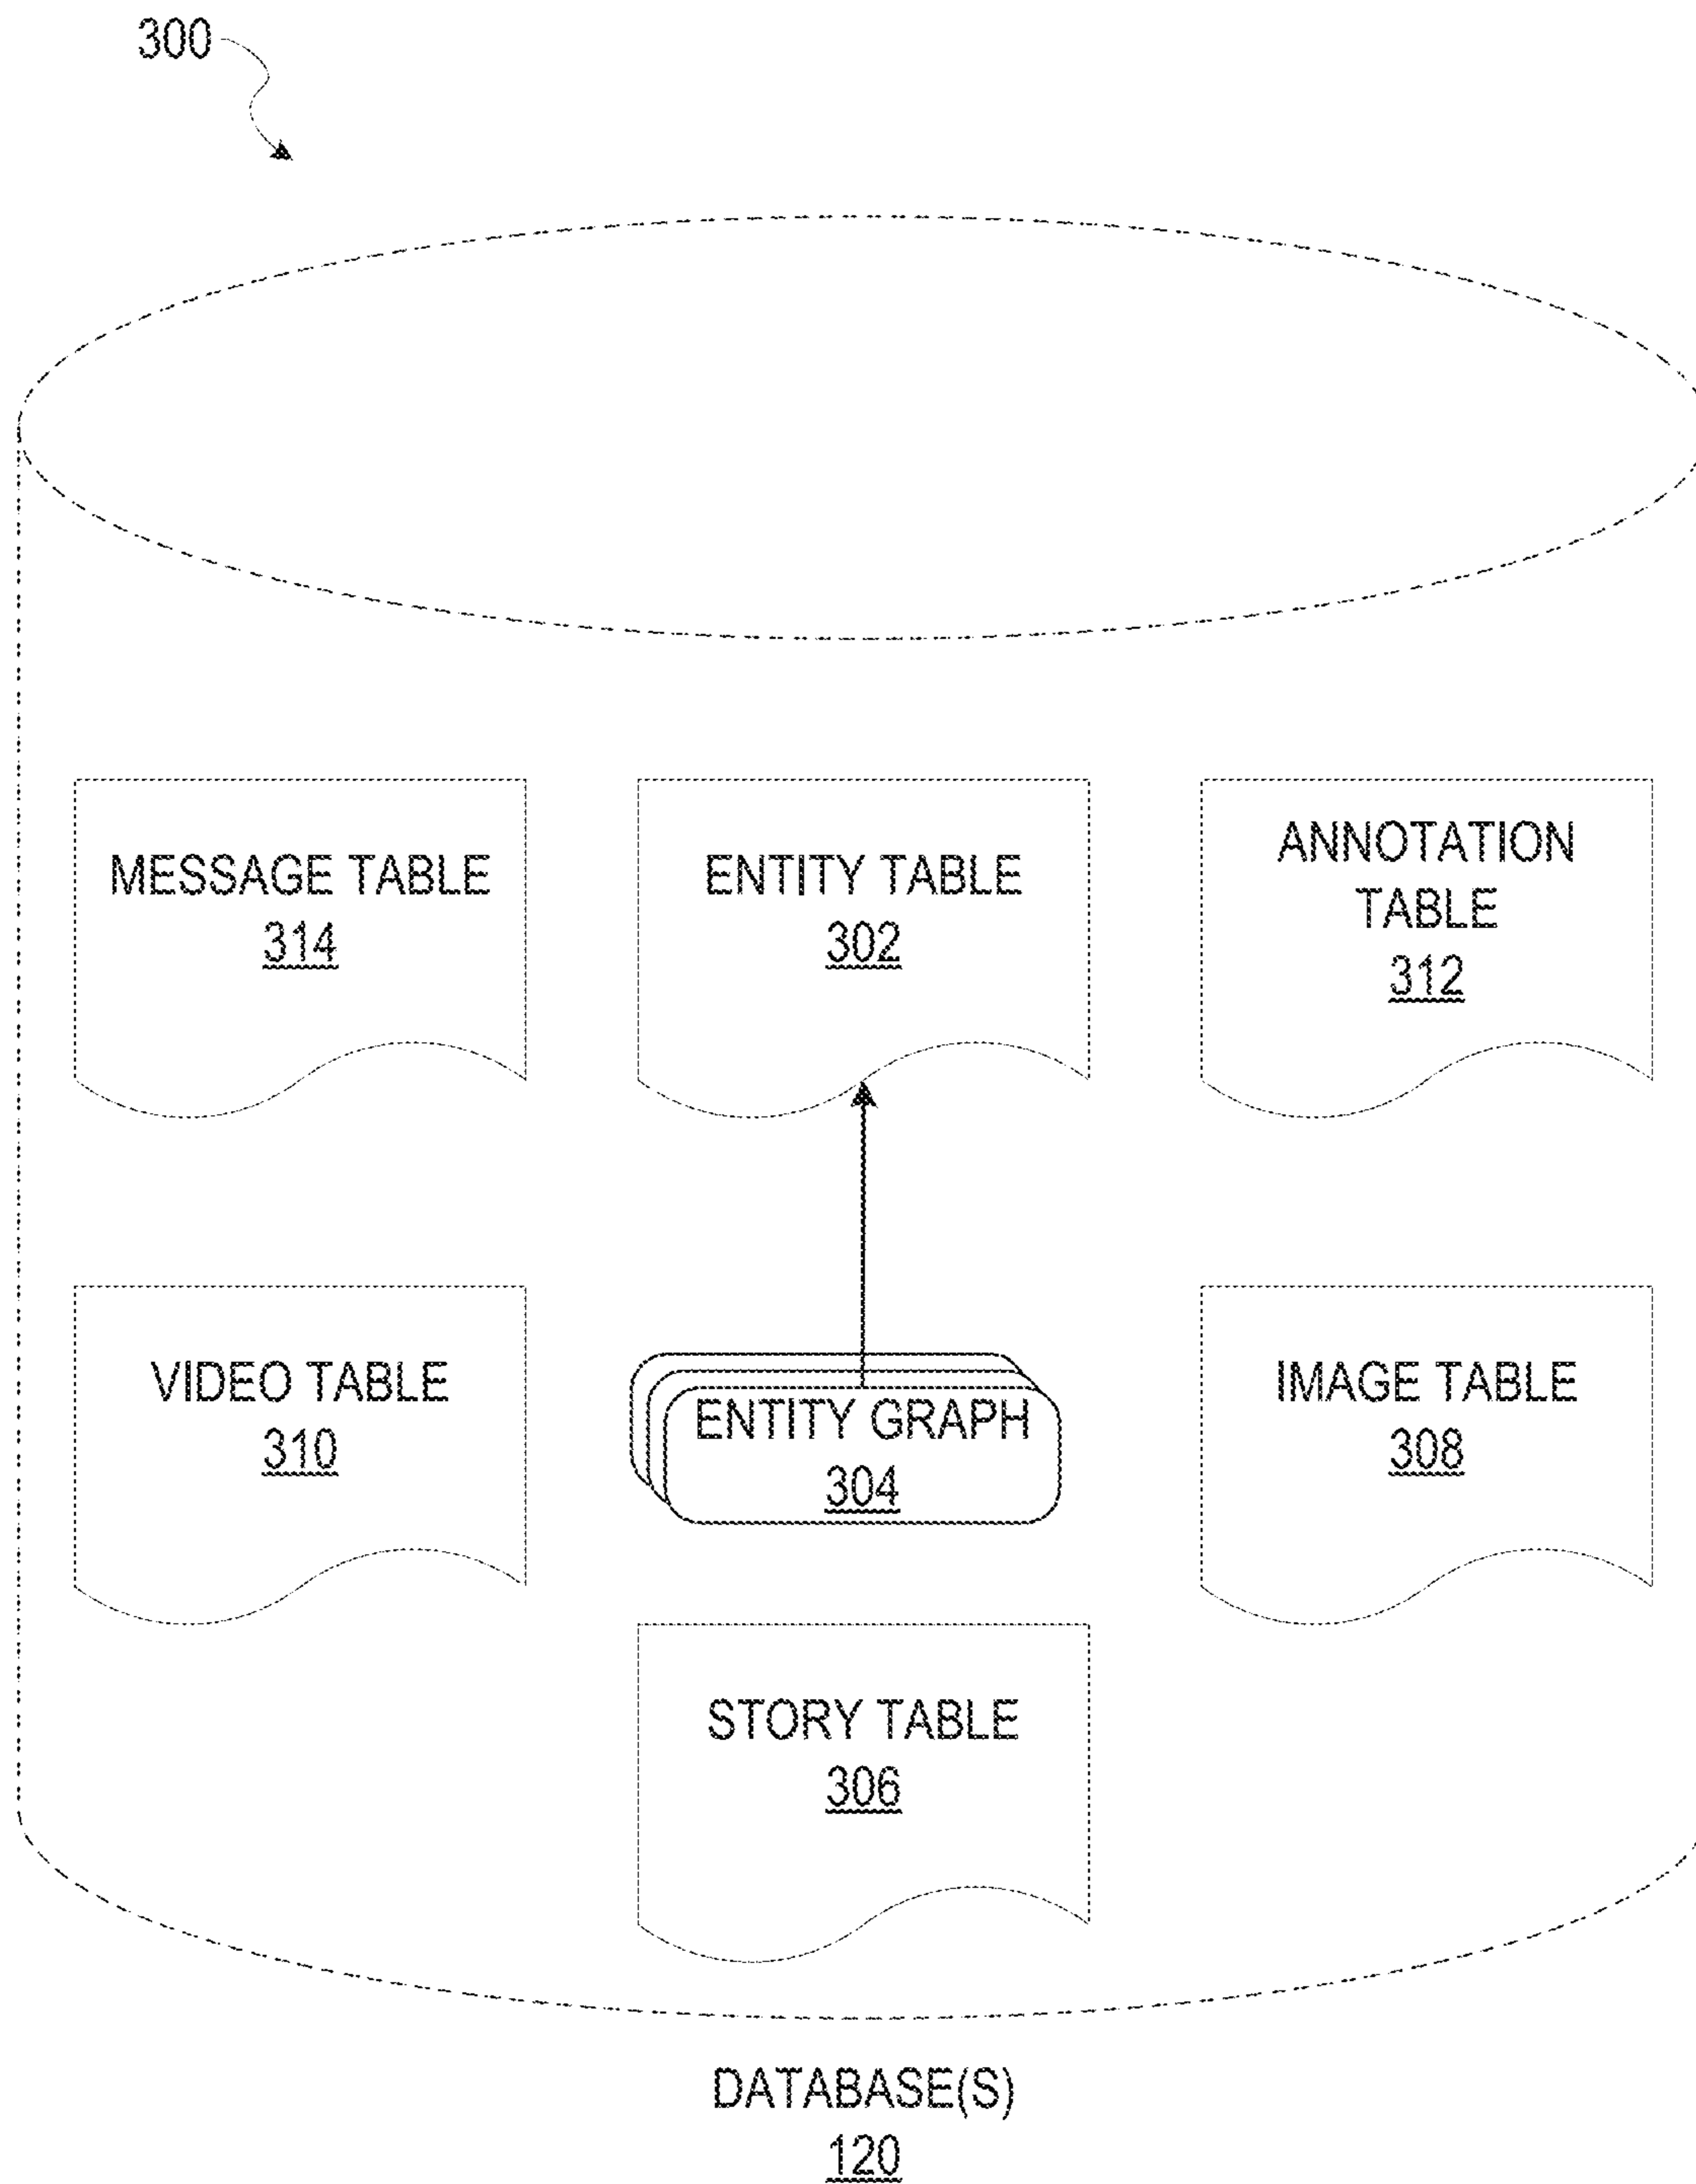 300
MESSAGE TABLE
314
ENTITY TABLE
302
ANNOTATION
TABLE
312
VIDEO TABLE
310
ENTITY GRAPH
304
IMAGE TABLE
308
STORY TABLE
306
DATABASE(S)
120